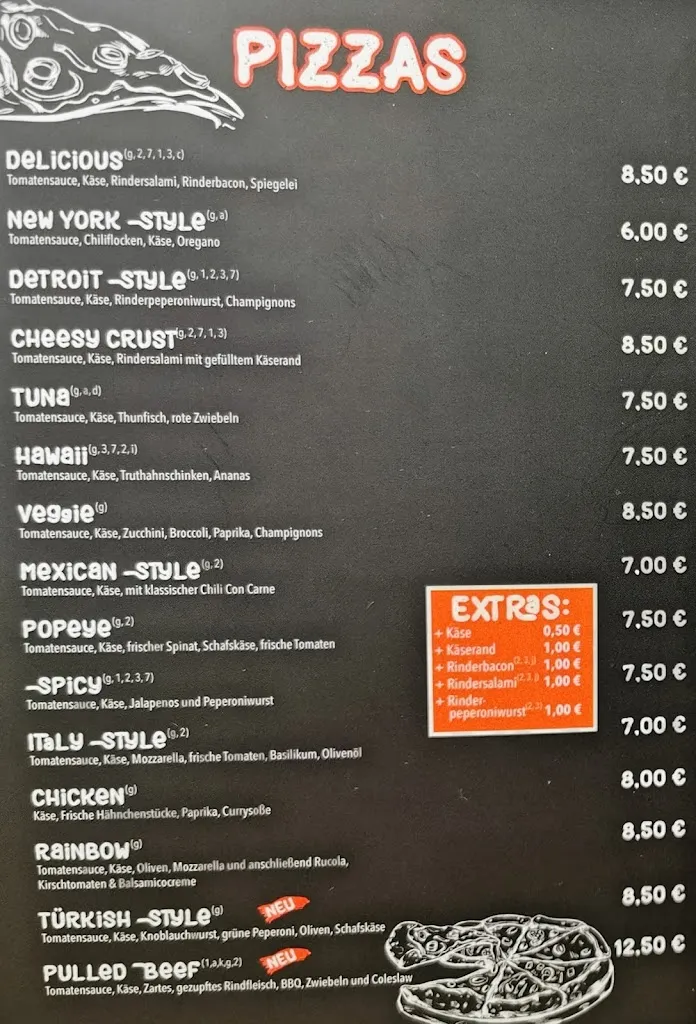 PIZZAS
DELICIOUS (g, 2, 7, 1, 3, c) 8,50 €
Tomatensauce, Käse, Rindersalami, Rinderbacon, Spiegelei
NEW YORK -STYLE (g, a) 6,00 €
Tomatensauce, Chiliflocken, Käse, Oregano
DETROIT -STYLE (g, 1, 2, 3, 7) 7,50 €
Tomatensauce, Käse, Rinderpeperoniwurst, Champignons
CHEESY CRUST (g, 2, 7, 1, 3) 8,50 €
Tomatensauce, Käse, Rindersalami mit gefülltem Käserand
TUNA (g, a, d) 7,50 €
Tomatensauce, Käse, Thunfisch, rote Zwiebeln
HAWAII (g, 3, 7, 2, i) 7,50 €
Tomatensauce, Käse, Truthahnschinken, Ananas
VEGGIE (g) 8,50 €
Tomatensauce, Käse, Zucchini, Broccoli, Paprika, Champignons
MEXICAN -STYLE (g, 2) 7,00 €
Tomatensauce, Käse, mit klassischer Chili Con Carne
POPEYE (g, 2) 7,50 €
Tomatensauce, Käse, frischer Spinat, Schafskäse, frische Tomaten
-SPICY (g, 1, 2, 3, 7) 7,50 €
Tomatensauce, Käse, Jalapenos und Peperoniwurst
ITALY -STYLE (g, 2) 7,00 €
Tomatensauce, Käse, Mozzarella, frische Tomaten, Basilikum, Olivenöl
CHICKEN (g) 8,00 €
Käse, Frische Hähnchenstücke, Paprika, Currysoße
RAINBOW (g) 8,50 €
Tomatensauce, Käse, Oliven, Mozzarella und anschließend Rucola,
Kirschtomaten & Balsamicocreme
TÜRKISH -STYLE (g) NEU 8,50 €
Tomatensauce, Käse, Knoblauchwurst, grüne Peperoni, Oliven, Schafskäse
PULLED BEEF (1,a,k,g,2) NEU 12,50 €
Tomatensauce, Käse, Zartes, gezupftes Rindfleisch, BBQ, Zwiebeln und Coleslaw
EXTRAS:
+ Käse 0,50 €
+ Käserand 1,00 €
+ Rinderbacon 1,00 €
+ Rindersalami 1,00 €
+ Rinder-
peperoniwurst 1,00 €